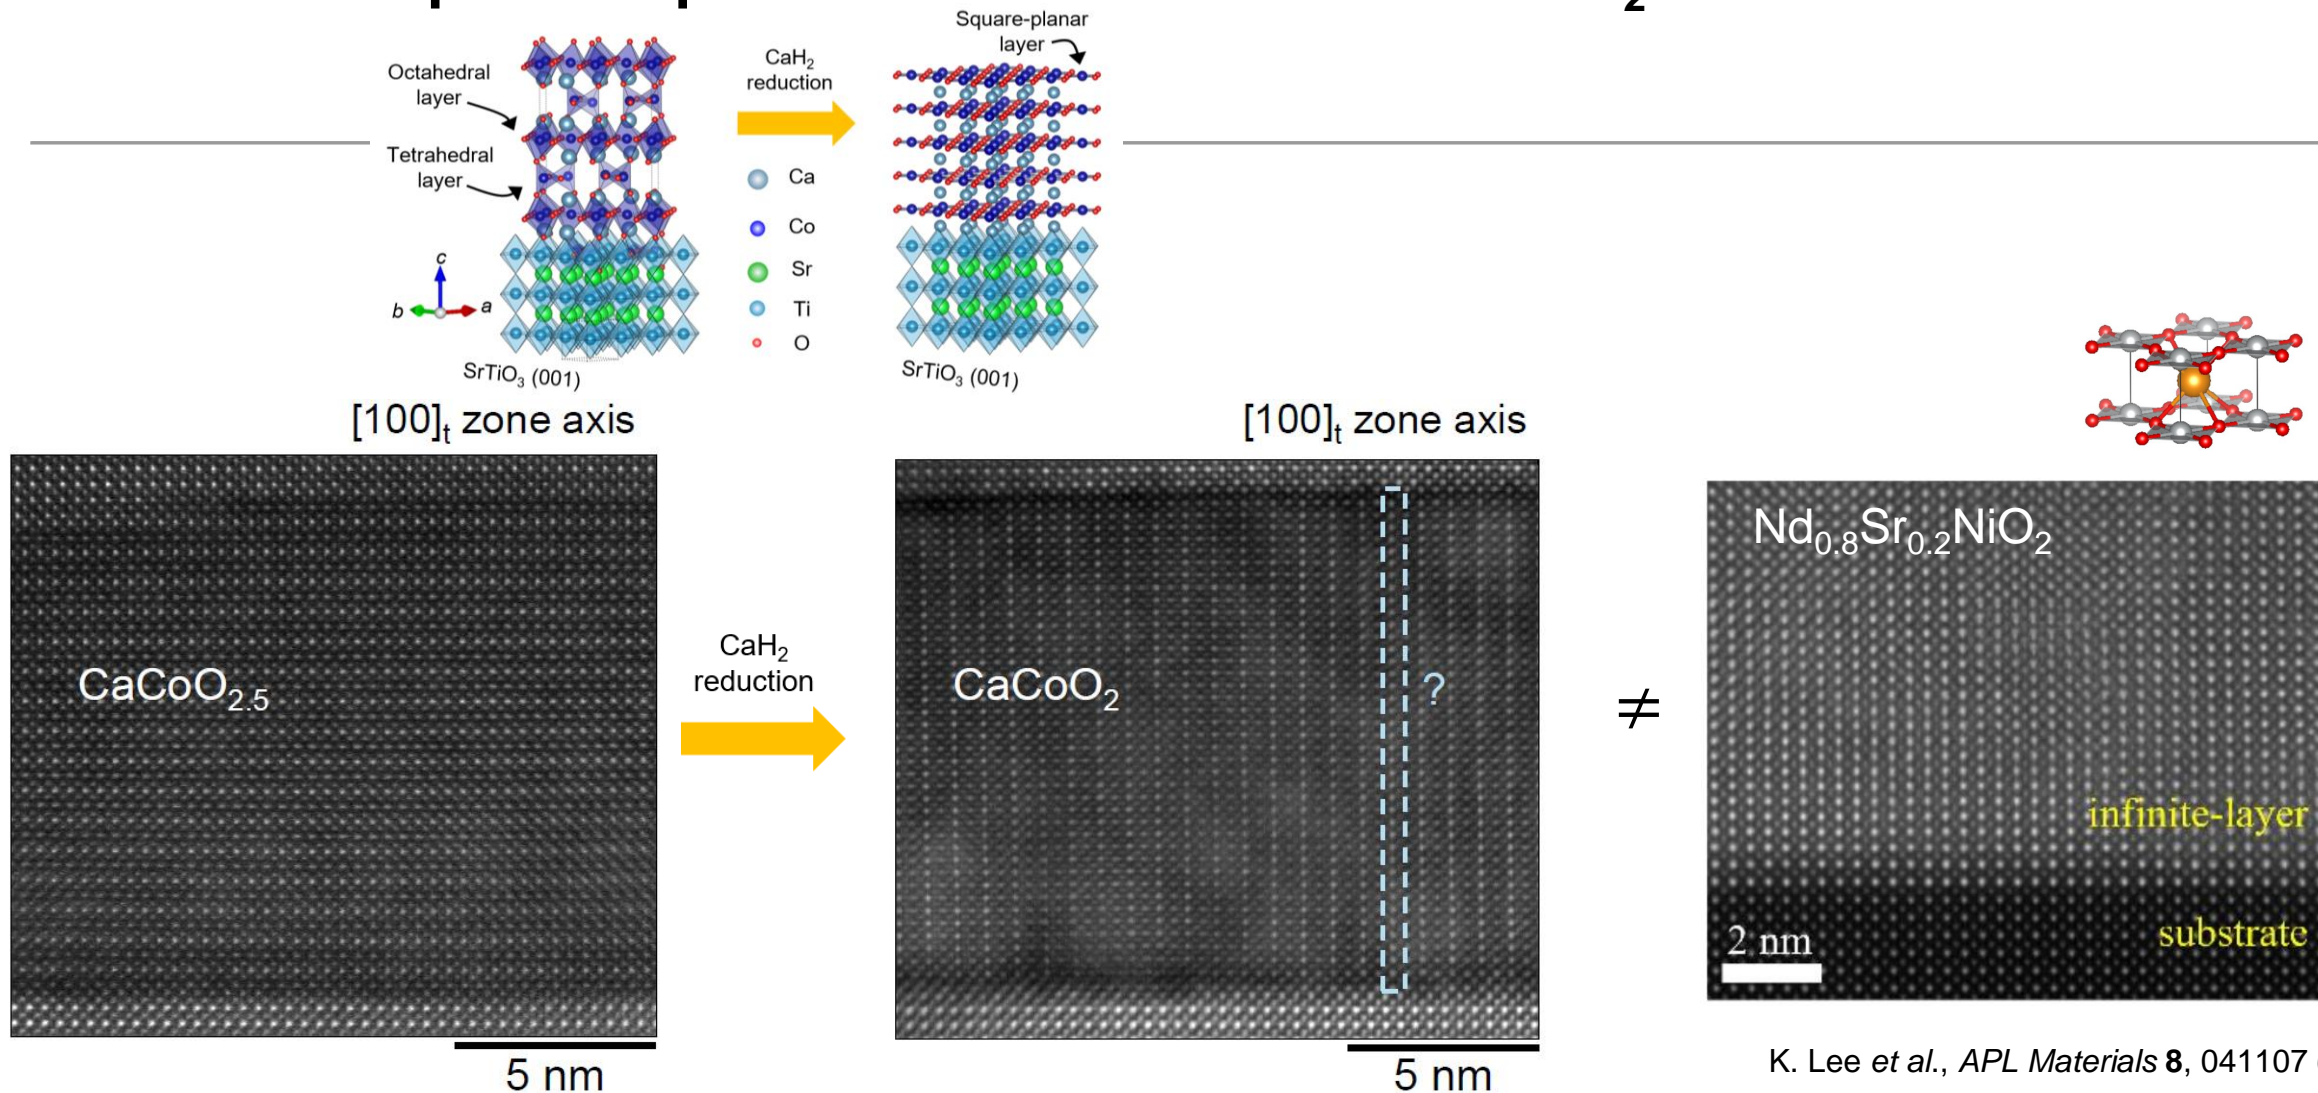 2
Square-planar
layer
CaH2
reduction
Octahedral
layer
Tetrahedral
layer
Ca
Co
Sr
Ti
O
c
b
a
SrTiO3 (001)
SrTiO3 (001)
[100]t zone axis
[100]t zone axis
CaCoO2.5
CaH2
reduction
CaCoO2
?
≠
Nd0.8Sr0.2NiO2
infinite-layer
substrate
2 nm
5 nm
5 nm
K. Lee et al., APL Materials 8, 041107